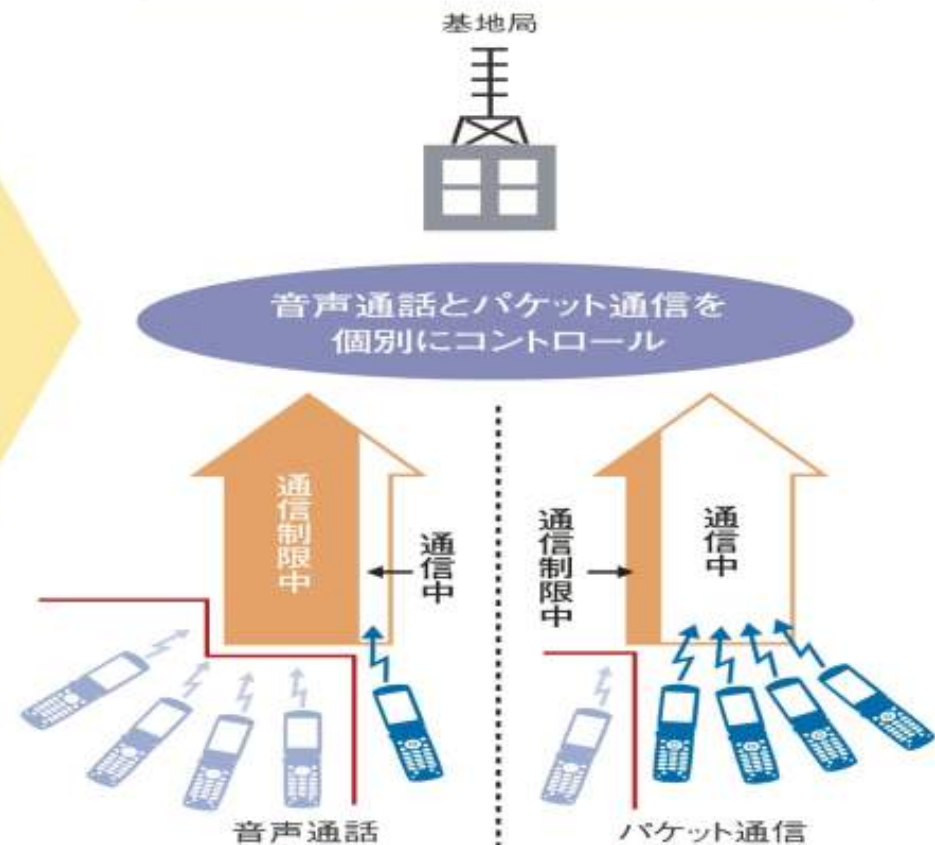 基地局
音声通話とパケット通信を
個別にコントロール
通信制限中
通信中
通信制限中
通信中
音声通話
パケット通信